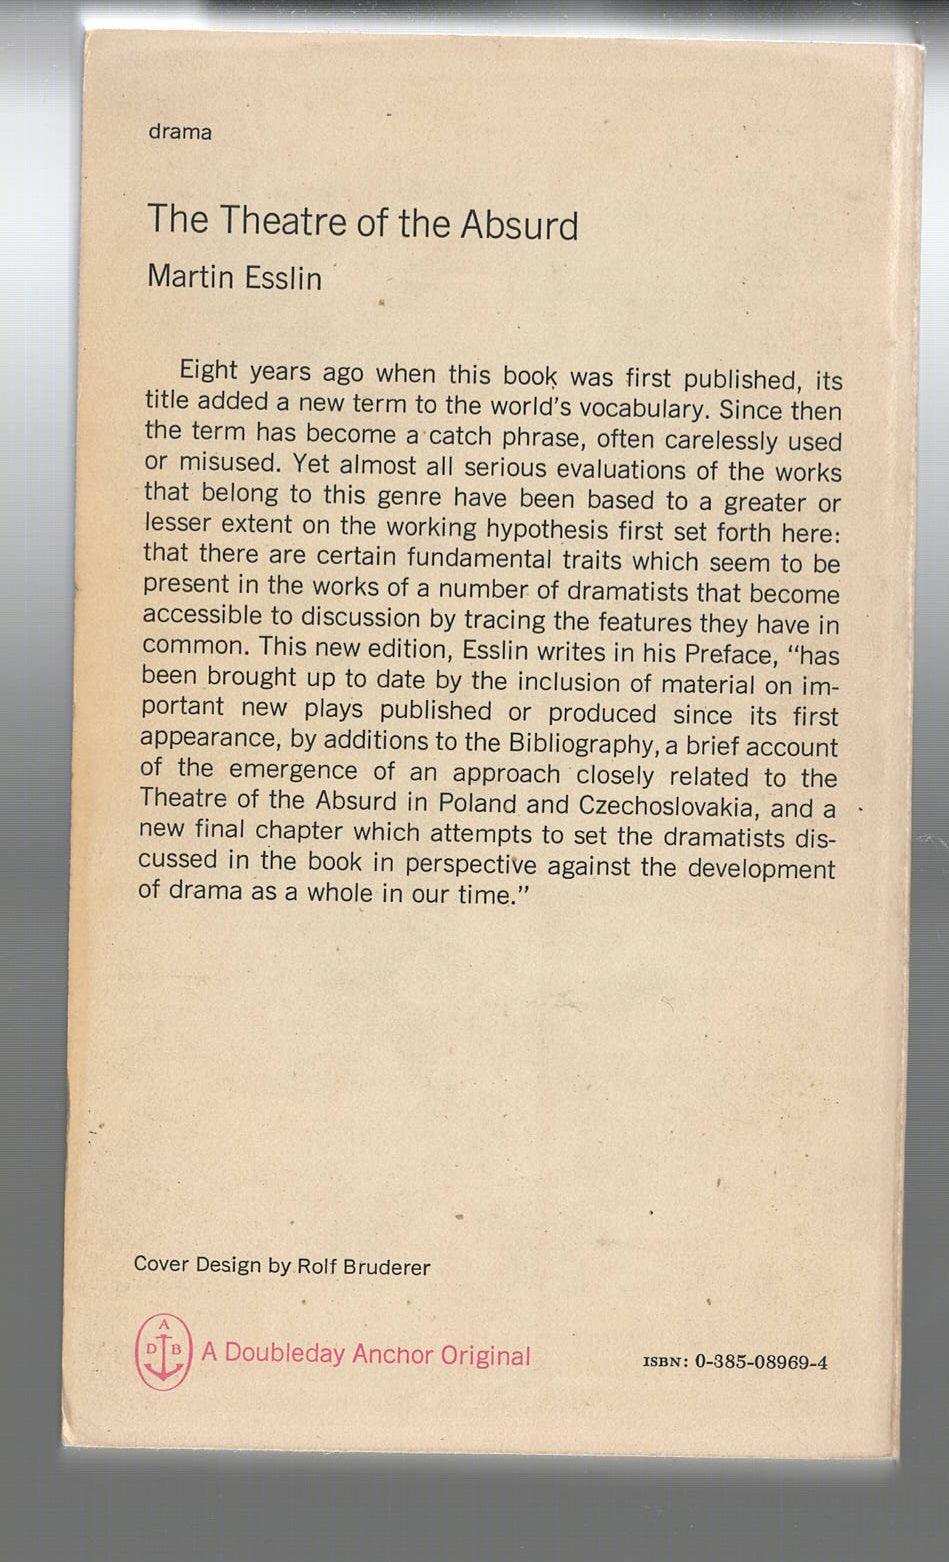 drama
The Theatre of the Absurd
Martin Esslin
Eight years ago when this book was first published, its
title added a new term to the world's vocabulary. Since then
the term has become a catch phrase, often carelessly used
or misused. Yet almost all serious evaluations of the works
that belong to this genre have been based to a greater or
lesser extent on the working hypothesis first set forth here:
that there are certain fundamental traits which seem to be
present in the works of a number of dramatists that become
accessible to discussion by tracing the features they have in
common. This new edition, Esslin writes in his Preface, “has
been brought up to date by the inclusion of material on im-
portant new plays published or produced since its first
appearance, by additions to the Bibliography, a brief account
of the emergence of an approach closely related to the
Theatre of the Absurd in Poland and Czechoslovakia, and a
new final chapter which attempts to set the dramatists dis-
cussed in the book in perspective against the development
of drama as a whole in our time.”
Cover Design by Rolf Bruderer
A
D B
A Doubleday Anchor Original
ISBN: 0-385-08969-4